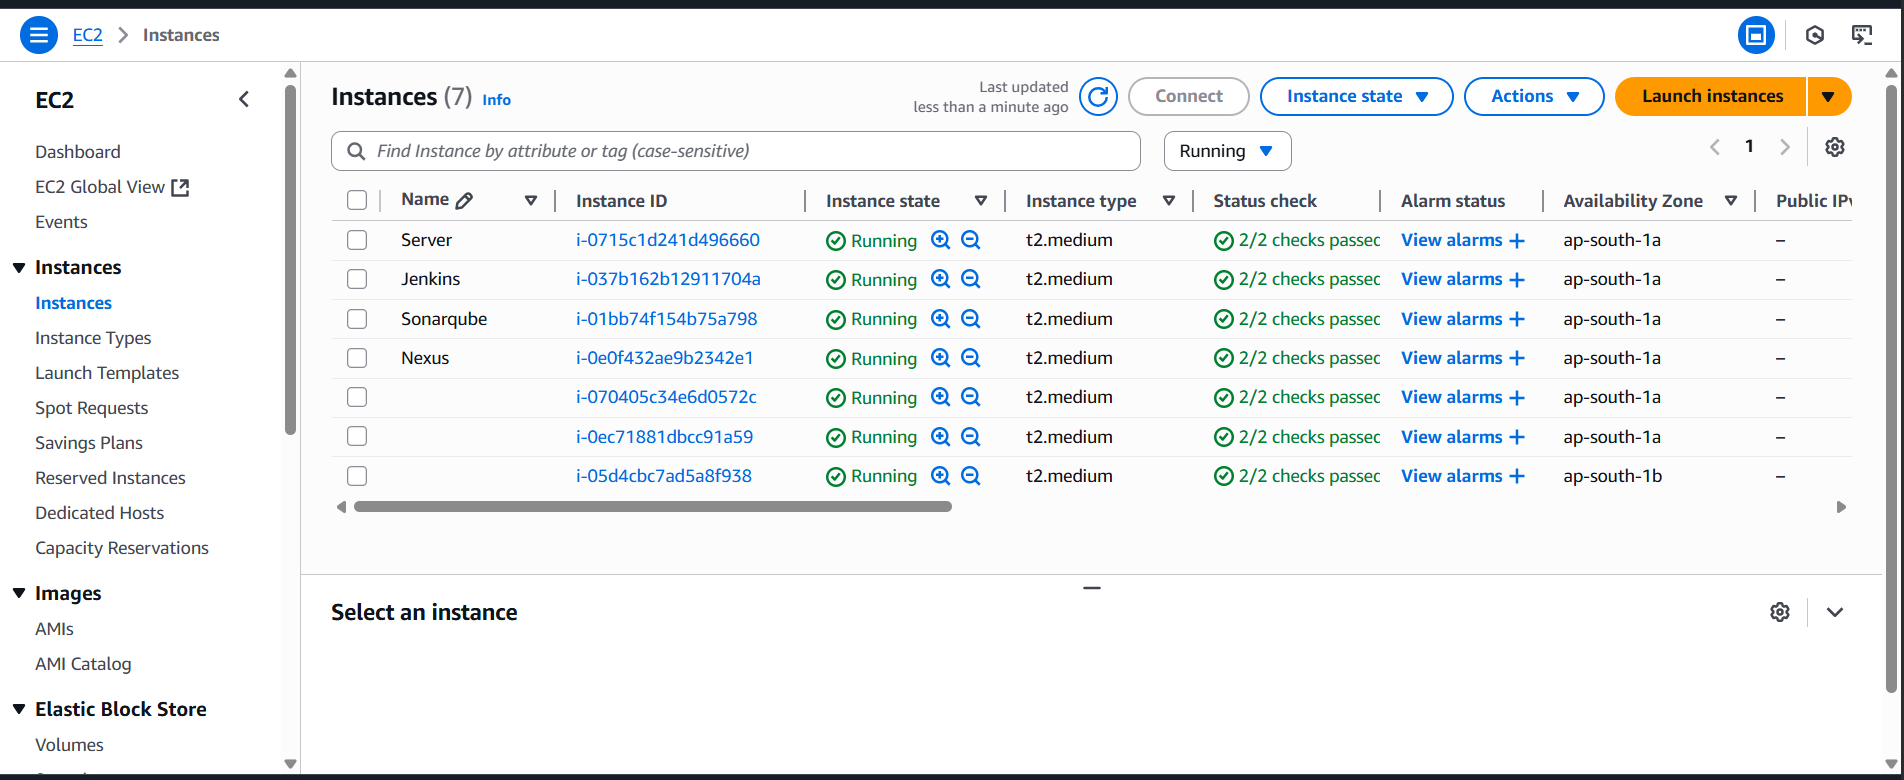 EC2 > Instances
EC2
Dashboard
EC2 Global View
Events
Instances
Instances
Instance Types
Launch Templates
Spot Requests
Savings Plans
Reserved Instances
Dedicated Hosts
Capacity Reservations
Images
AMIs
AMI Catalog
Elastic Block Store
Volumes
Instances (7) Info
Last updated
less than a minute ago
Connect
Instance state
Actions
Launch instances
Find Instance by attribute or tag (case-sensitive)
Running
1
Name Instance ID Instance state Instance type Status check Alarm status Availability Zone Public IPv
Server i-0715c1d241d496660 Running t2.medium 2/2 checks passed View alarms + ap-south-1a –
Jenkins i-037b162b12911704a Running t2.medium 2/2 checks passed View alarms + ap-south-1a –
Sonarqube i-01bb74f154b75a798 Running t2.medium 2/2 checks passed View alarms + ap-south-1a –
Nexus i-0e0f432ae9b2342e1 Running t2.medium 2/2 checks passed View alarms + ap-south-1a –
i-070405c34e6d0572c Running t2.medium 2/2 checks passed View alarms + ap-south-1a –
i-0ec71881dbcc91a59 Running t2.medium 2/2 checks passed View alarms + ap-south-1a –
i-05d4cbc7ad5a8f938 Running t2.medium 2/2 checks passed View alarms + ap-south-1b –
Select an instance